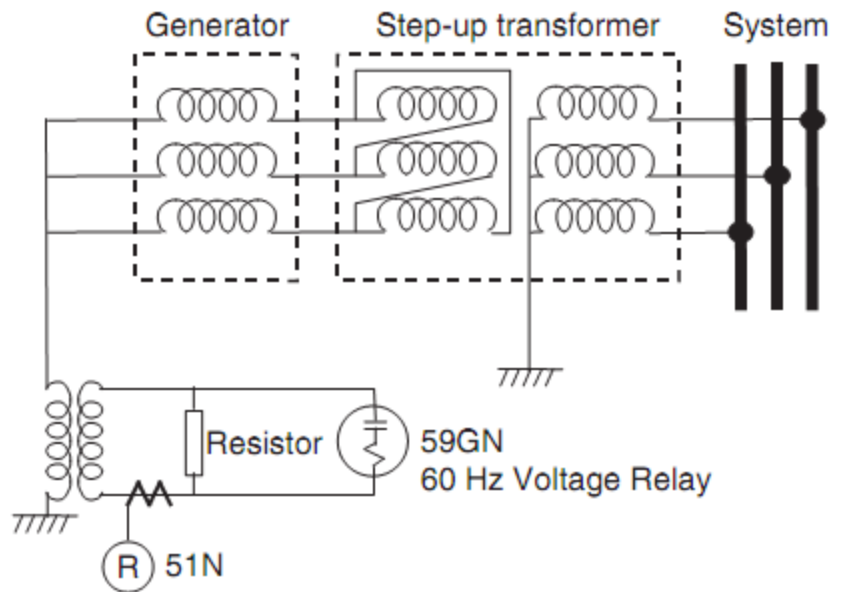 Generator
Step-up transformer
System
Resistor
59GN
60 Hz Voltage Relay
R
51N